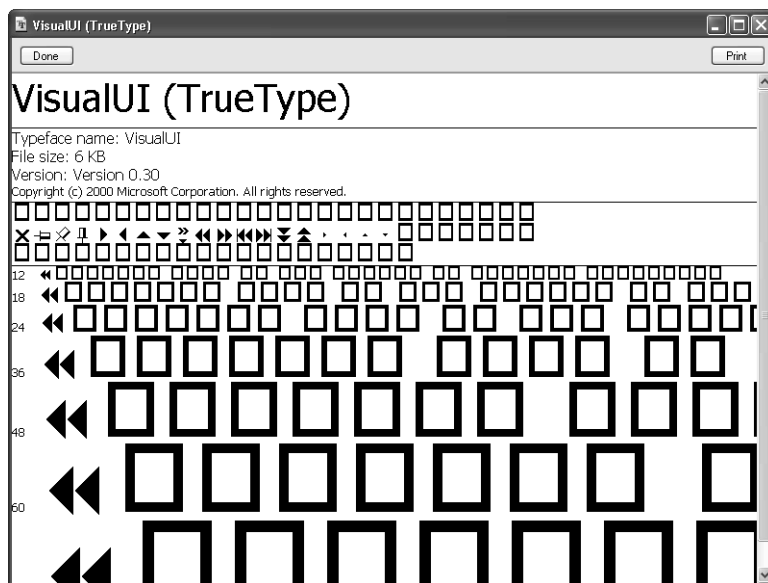 VisualUI (TrueType)
Done
Print
VisualUI (TrueType)
Typeface name: VisualUI
File size: 6 KB
Version: Version 0.30
Copyright (c) 2000 Microsoft Corporation. All rights reserved.
12
18
24
36
48
60